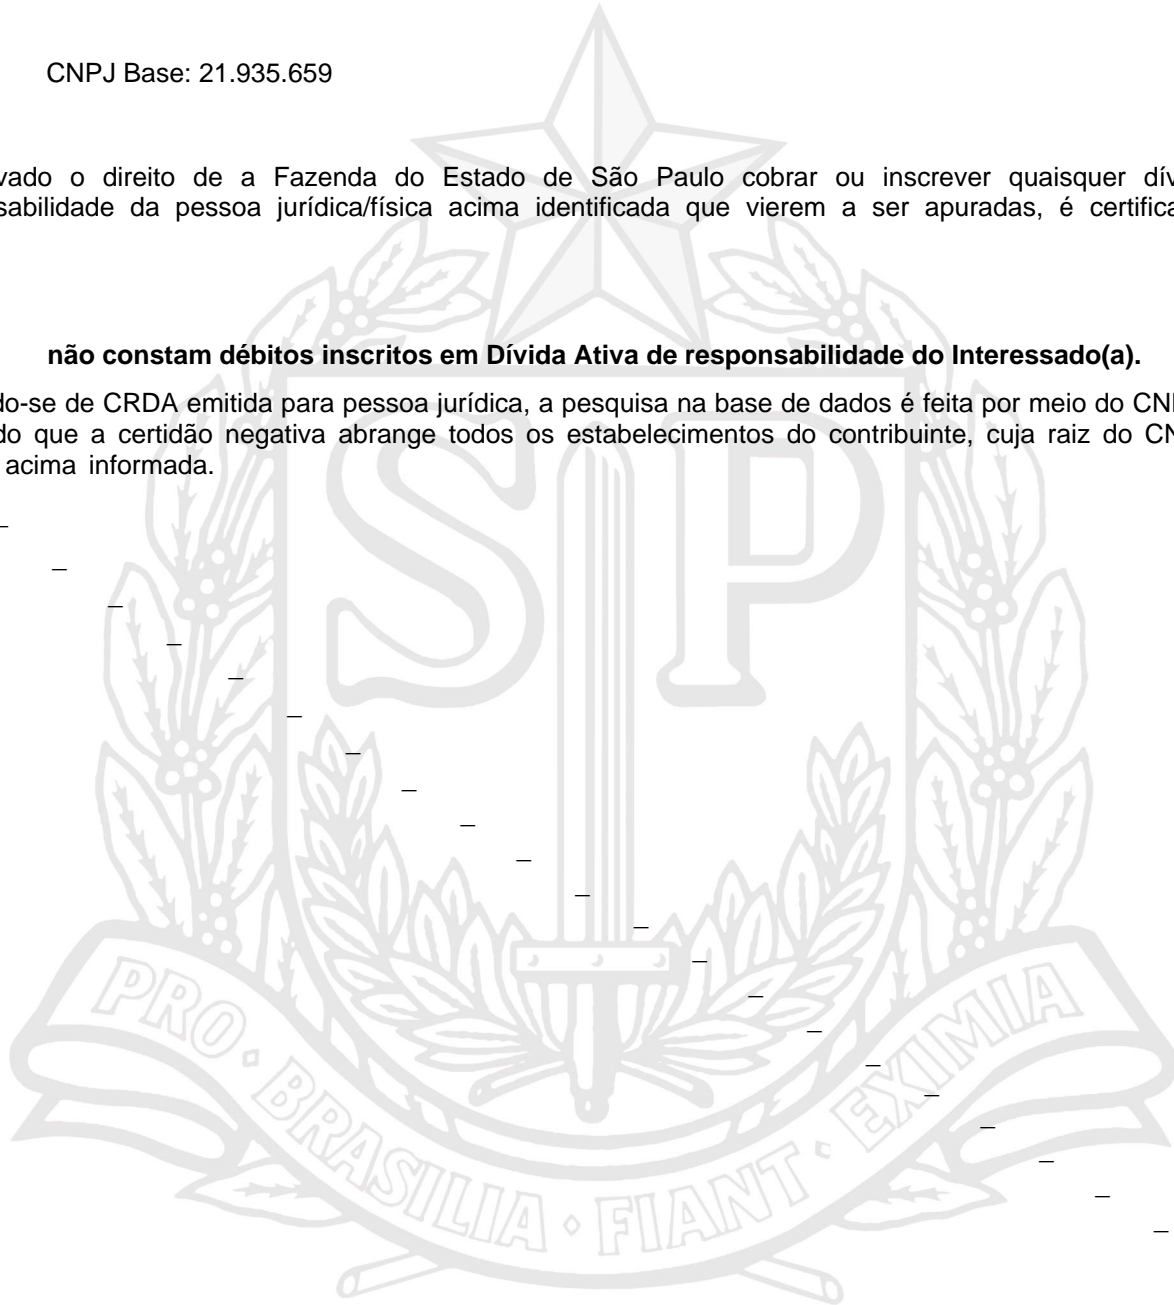 CNPJ Base: 21.935.659
vado o direito de a Fazenda do Estado de São Paulo cobrar ou inscrever quaisquer dív
sabilidade da pessoa jurídica/física acima identificada que vierem a ser apuradas, é certifica
não constam débitos inscritos em Dívida Ativa de responsabilidade do Interessado(a).
do-se de CRDA emitida para pessoa jurídica, a pesquisa na base de dados é feita por meio do CN
do que a certidão negativa abrange todos os estabelecimentos do contribuinte, cuja raiz do CN
acima informada.
SP
PRO • BRASILIA • FIANT • EXIMIA